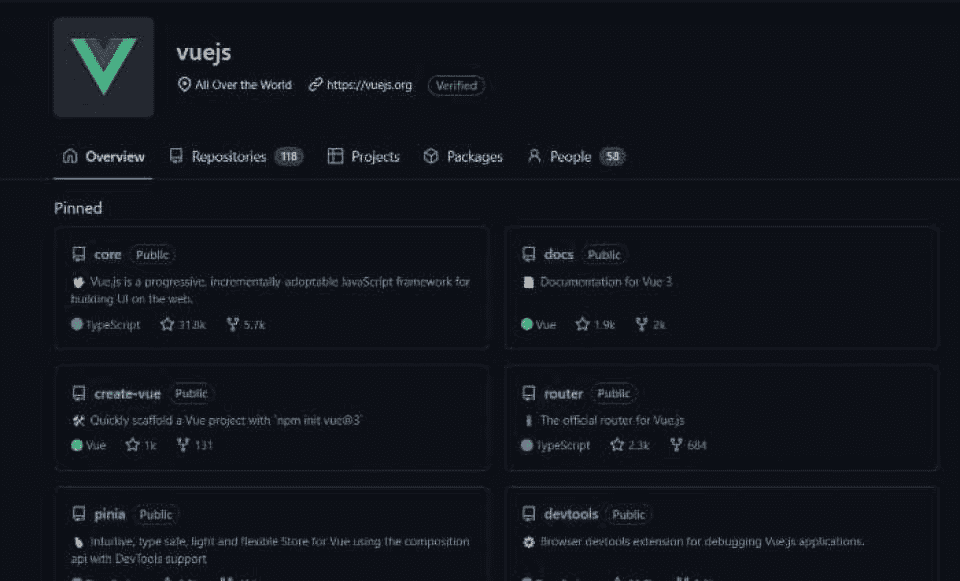 vuejs
All Over the World https://vuejs.org Verified
Overview Repositories 118 Projects Packages People 58
Pinned
core Public
Vue.js is a progressive, incrementally-adoptable JavaScript framework for
building UI on the web.
TypeScript 31.8k 5.7k
docs Public
Documentation for Vue 3
Vue 1.9k 2k
create-vue Public
Quickly scaffold a Vue project with `npm init vue@3`
Vue 1k 131
router Public
The official router for Vue.js
TypeScript 2.3k 684
pinia Public
Intuitive, type safe, light and flexible Store for Vue using the composition
api with DevTools support
devtools Public
Browser devtools extension for debugging Vue.js applications.